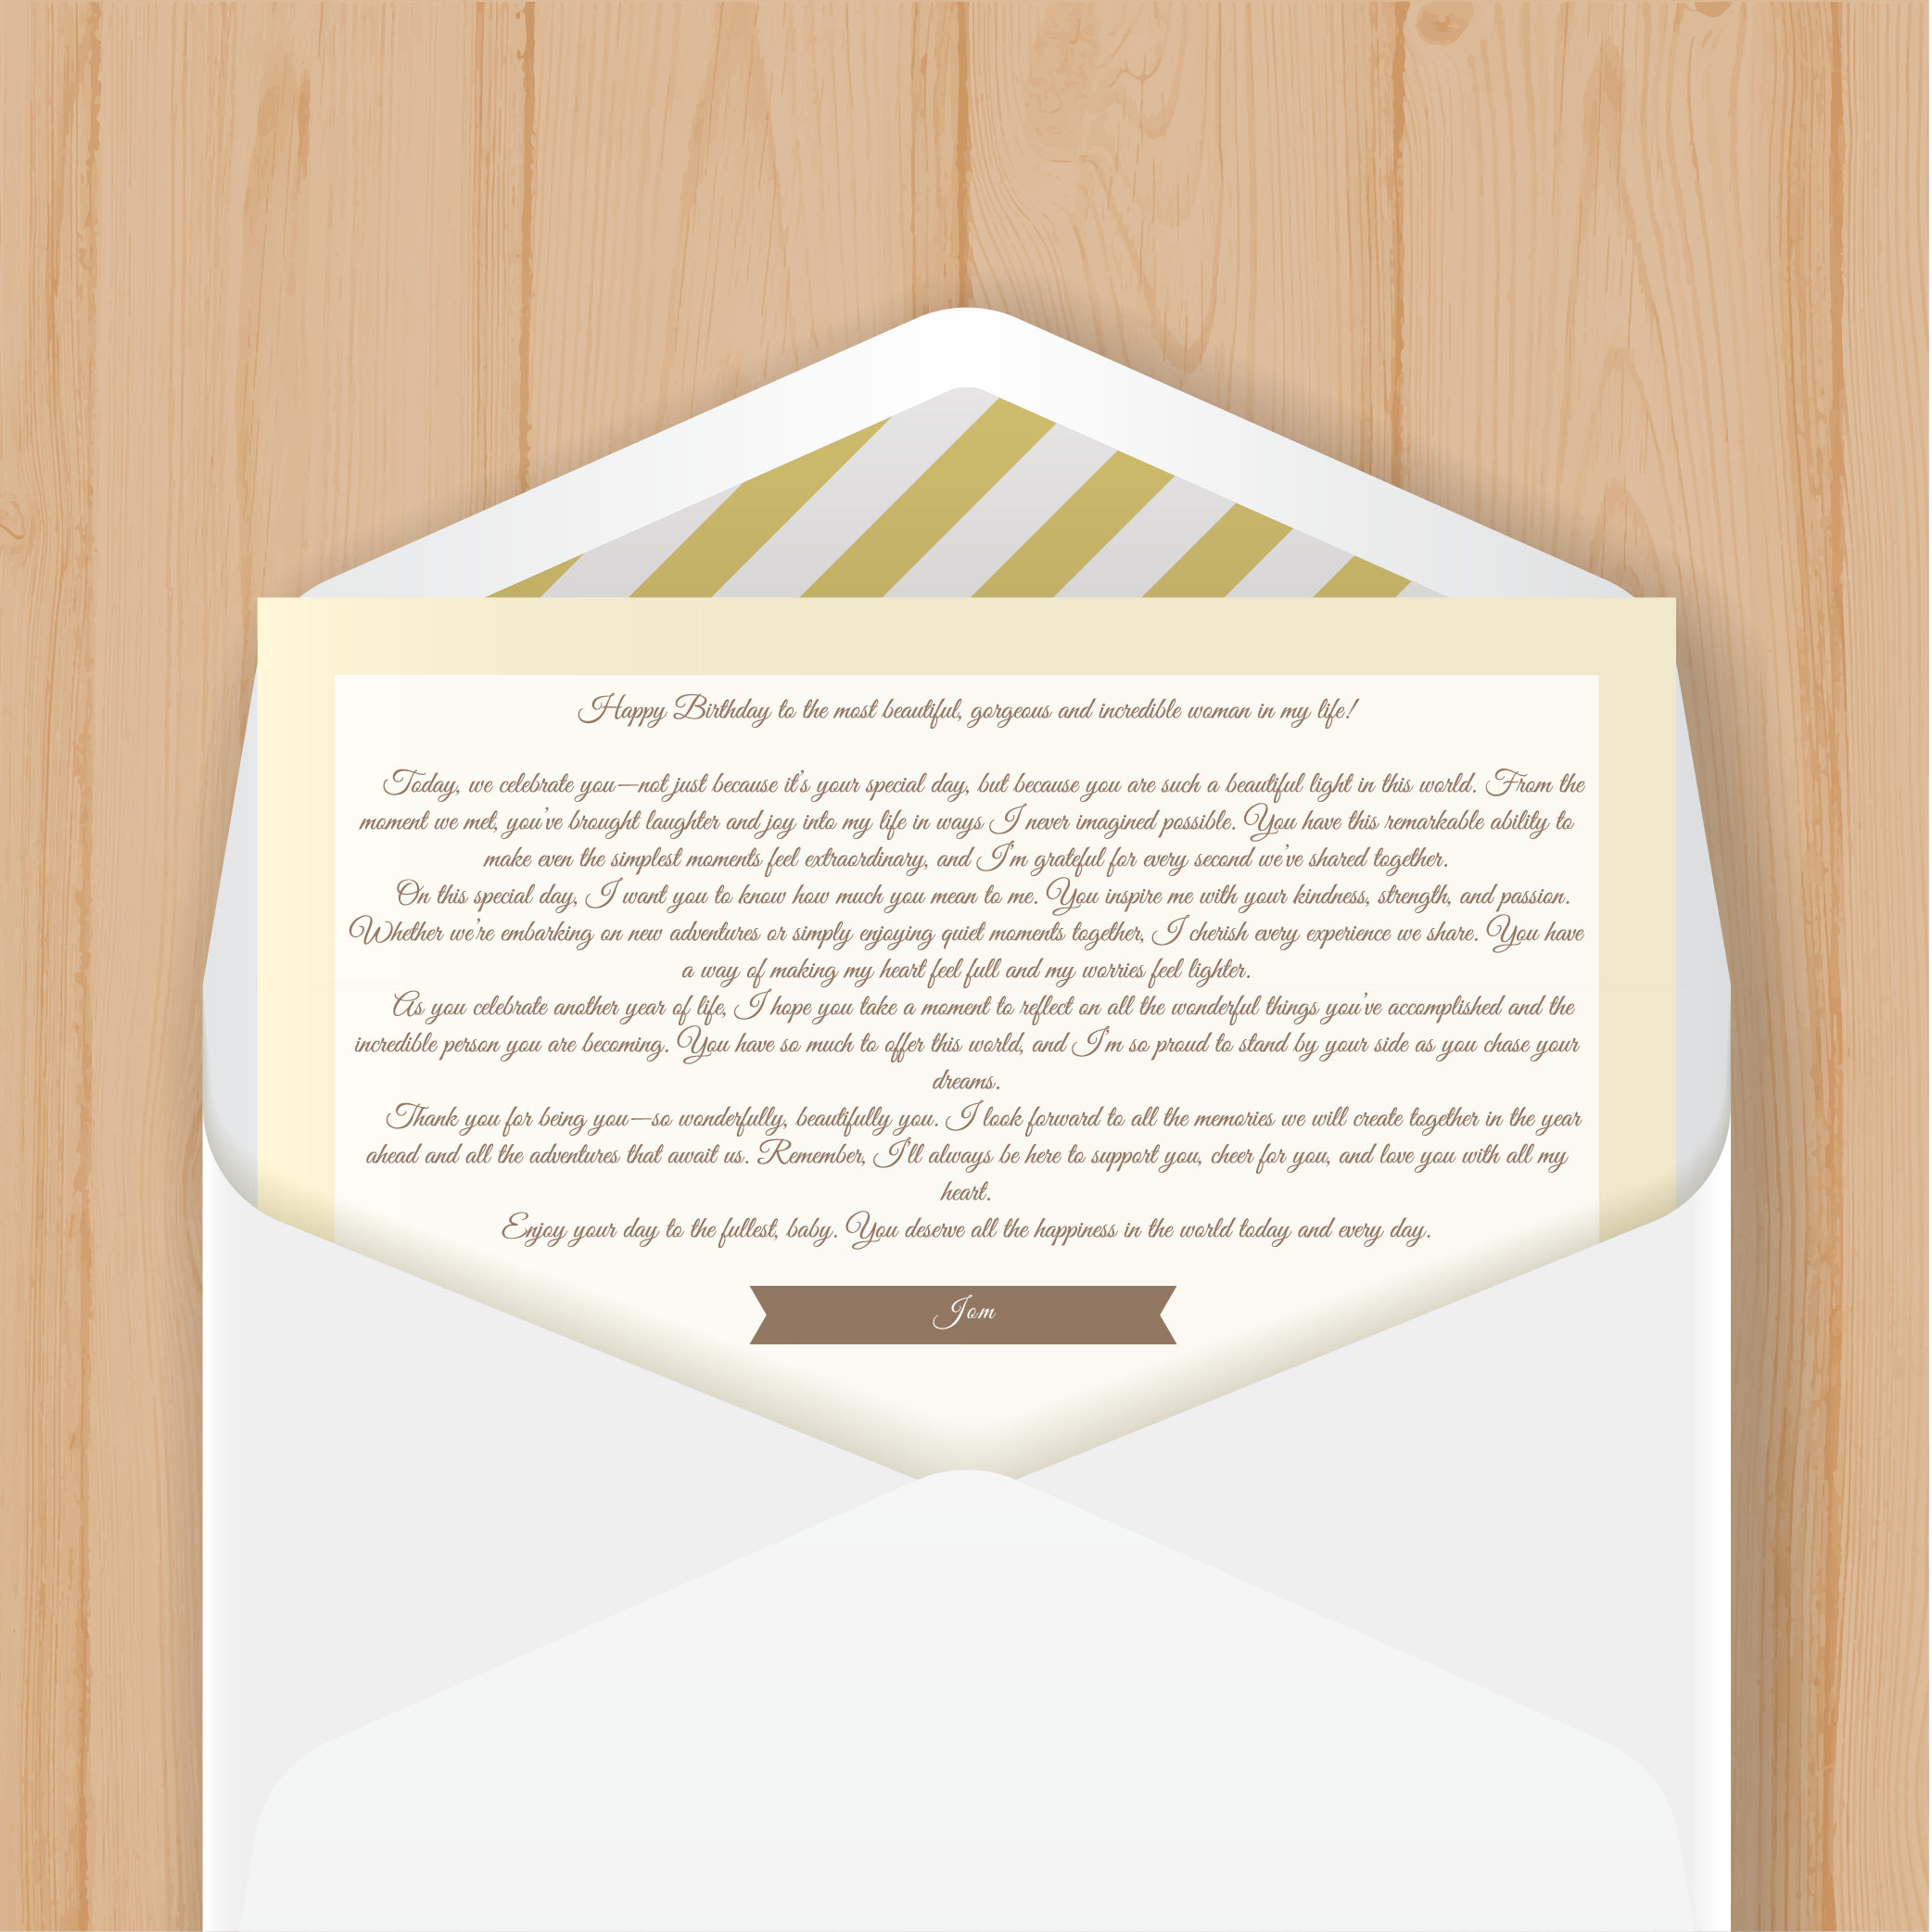 Happy Birthday to the most beautiful, gorgeous and incredible woman in my life!
Today, we celebrate you—not just because it's your special day, but because you are such a beautiful light in this world. From the
moment we met, you've brought laughter and joy into my life in ways I never imagined possible. You have this remarkable ability to
make even the simplest moments feel extraordinary, and I'm grateful for every second we've shared together.
On this special day, I want you to know how much you mean to me. You inspire me with your kindness, strength, and passion.
Whether we're embarking on new adventures or simply enjoying quiet moments together, I cherish every experience we share. You have
a way of making my heart feel full and my worries feel lighter.
As you celebrate another year of life, I hope you take a moment to reflect on all the wonderful things you've accomplished and the
incredible person you are becoming. You have so much to offer this world, and I'm so proud to stand by your side as you chase your
dreams.
Thank you for being you—so wonderfully, beautifully you. I look forward to all the memories we will create together in the year
ahead and all the adventures that await us. Remember, I'll always be here to support you, cheer for you, and love you with all my
heart.
Enjoy your day to the fullest, baby. You deserve all the happiness in the world today and every day.
Jom